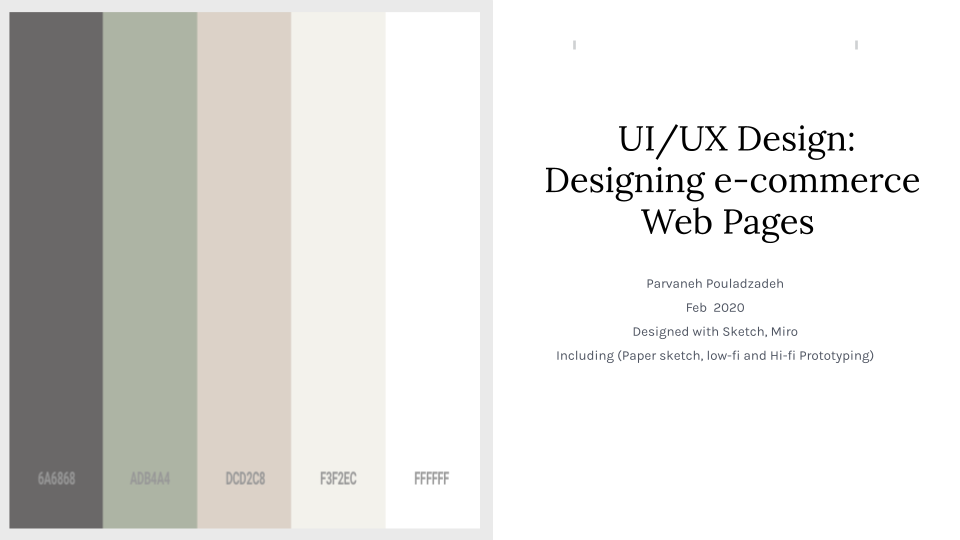 6A6868
ADB4A4
DCD2C8
F3F2EC
FFFFFF
UI/UX Design:
Designing e-commerce
Web Pages
Parvaneh Pouladzadeh
Feb 2020
Designed with Sketch, Miro
Including (Paper sketch, low-fi and Hi-fi Prototyping)